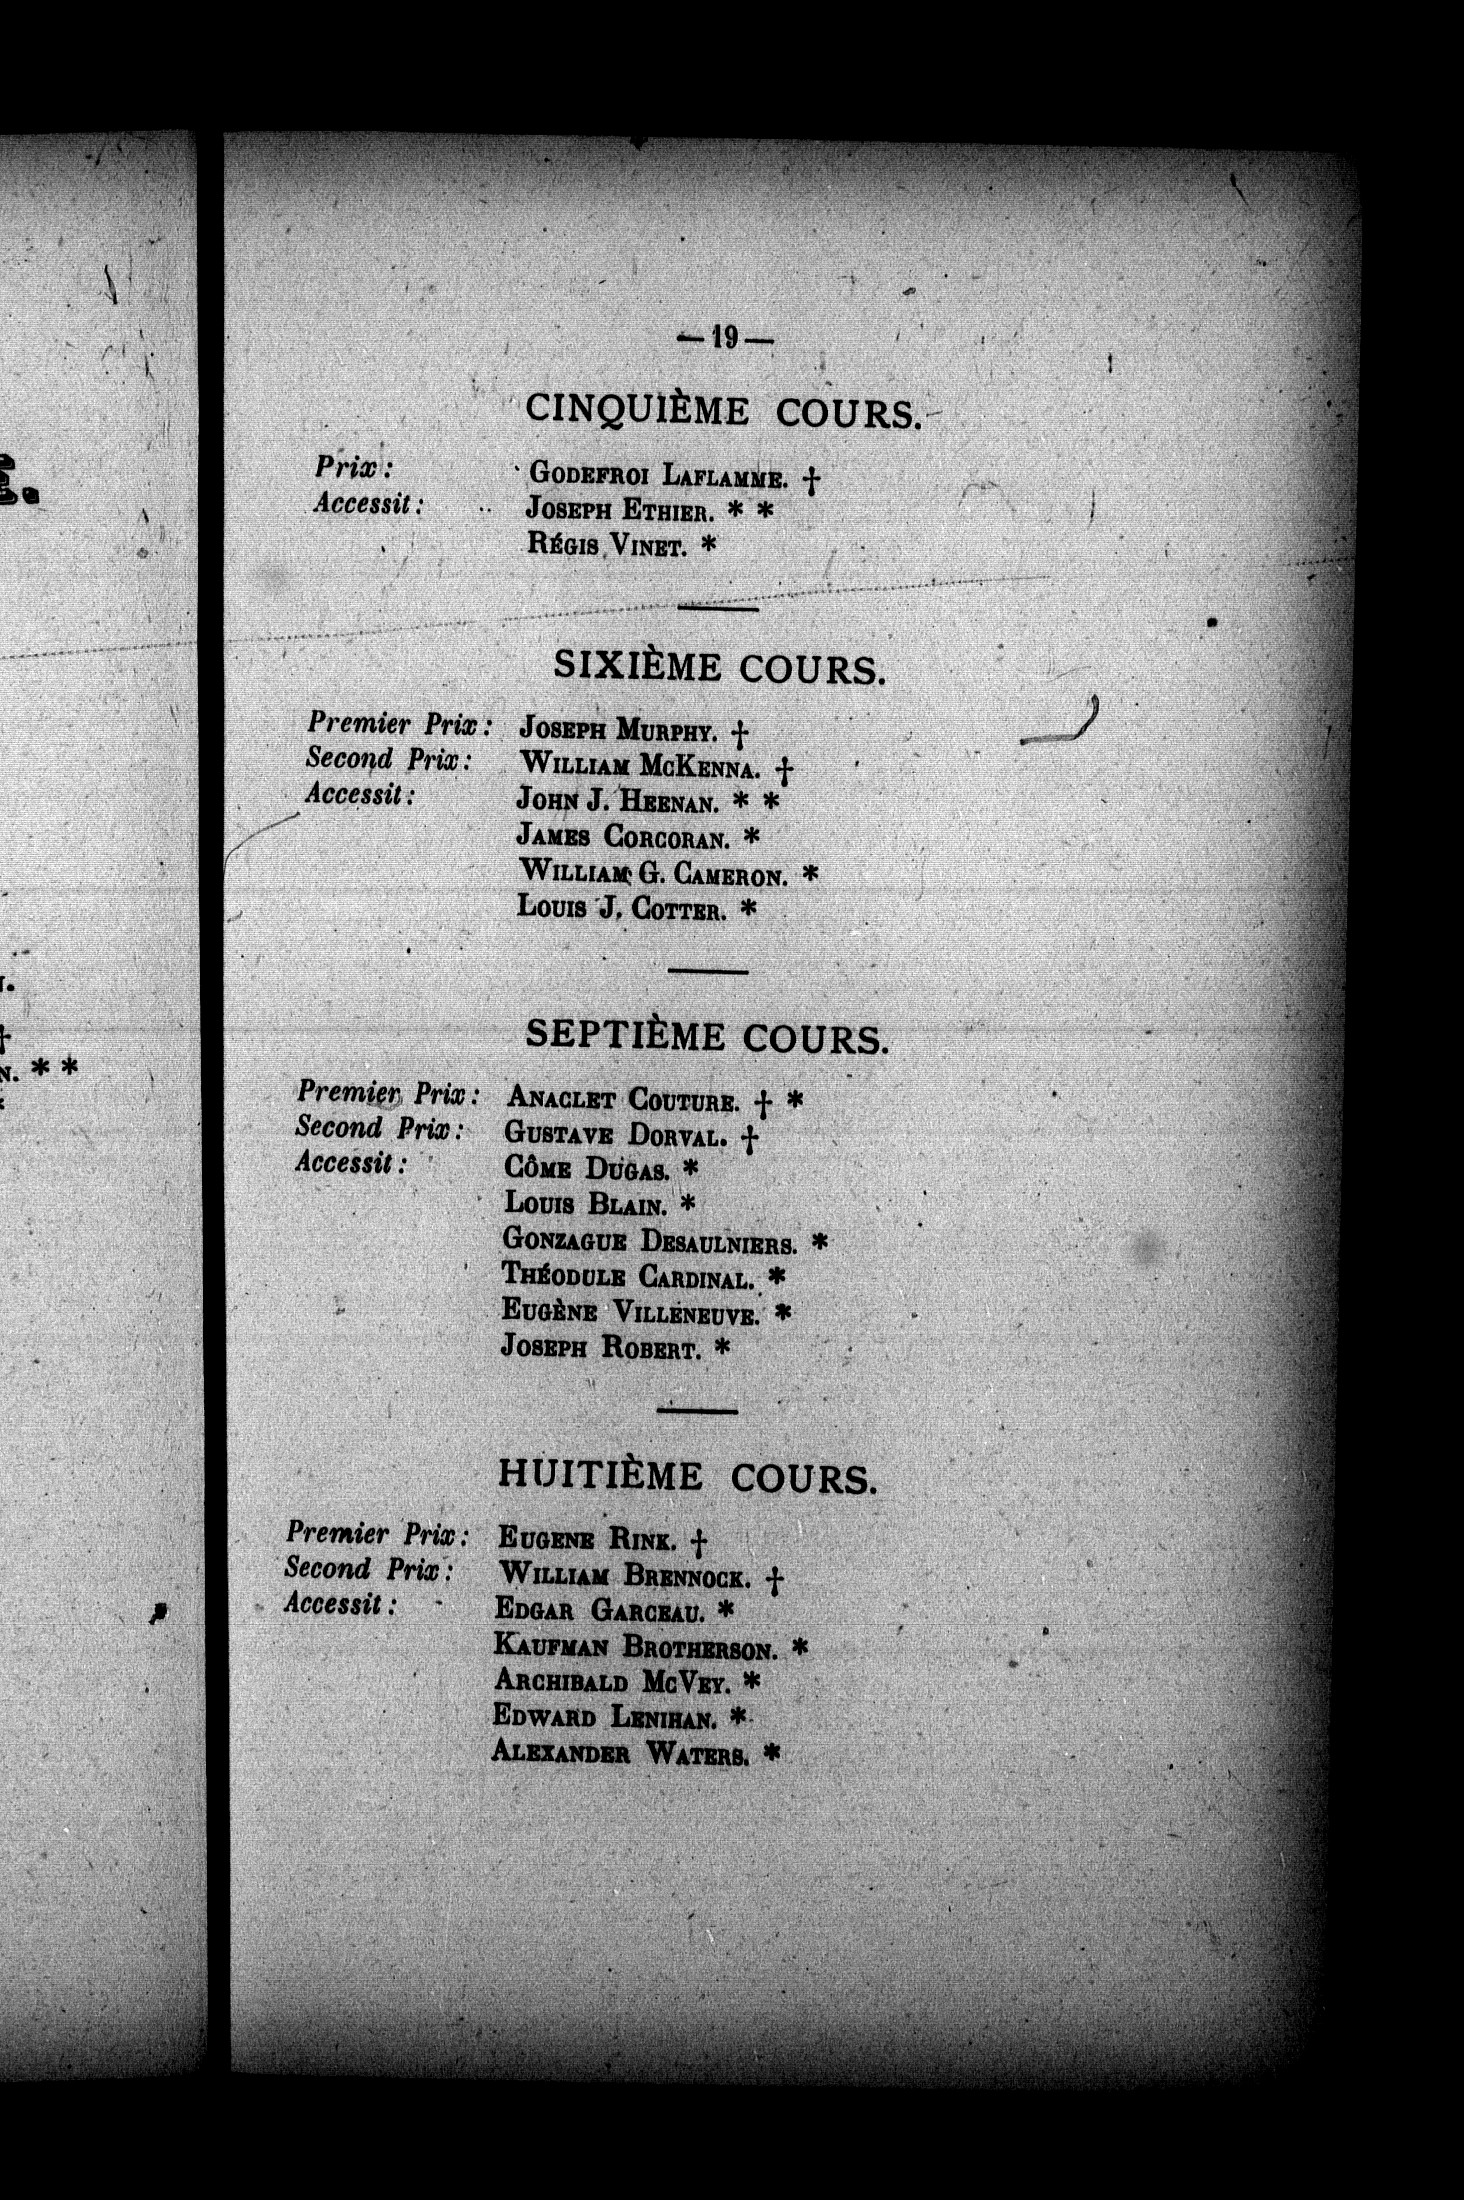 — 19 —
CINQUIÈME COURS.
Prix: GODEFROI LAFLAMME. †
Accessit: JOSEPH ETHIER. * *
RÉGIS VINET. *
SIXIÈME COURS.
Premier Prix: JOSEPH MURPHY. †
Second Prix: WILLIAM MCKENNA. †
Accessit: JOHN J. HEENAN. * *
JAMES CORCORAN. *
WILLIAM G. CAMERON. *
LOUIS J. COTTER. *
SEPTIÈME COURS.
Premier Prix: ANACLET COUTURE. † *
Second Prix: GUSTAVE DORVAL. †
Accessit: CÔME DUGAS. *
LOUIS BLAIN. *
GONZAGUE DESAULNIERS. *
THÉODULE CARDINAL. *
EUGÈNE VILLENEUVE. *
JOSEPH ROBERT. *
HUITIÈME COURS.
Premier Prix: EUGENE RINK. †
Second Prix: WILLIAM BRENNOCK. †
Accessit: EDGAR GARCEAU. *
KAUFMAN BROTHERSON. *
ARCHIBALD MCVEY. *
EDWARD LENIHAN. *
ALEXANDER WATERS. *